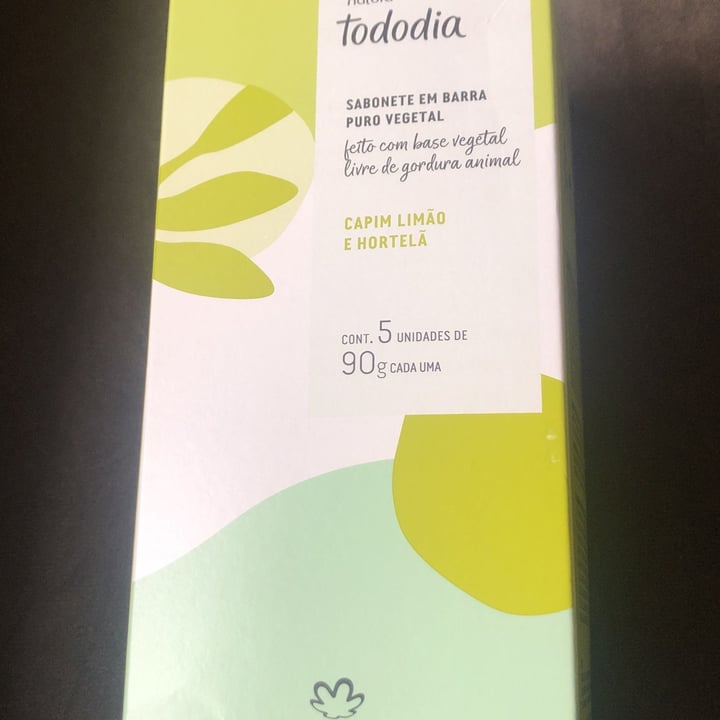 natura
tododia
SABONETE EM BARRA
PURO VEGETAL
feito com base vegetal
livre de gordura animal
CAPIM LIMÃO
E HORTELÃ
CONT. 5 UNIDADES DE
90g CADA UMA